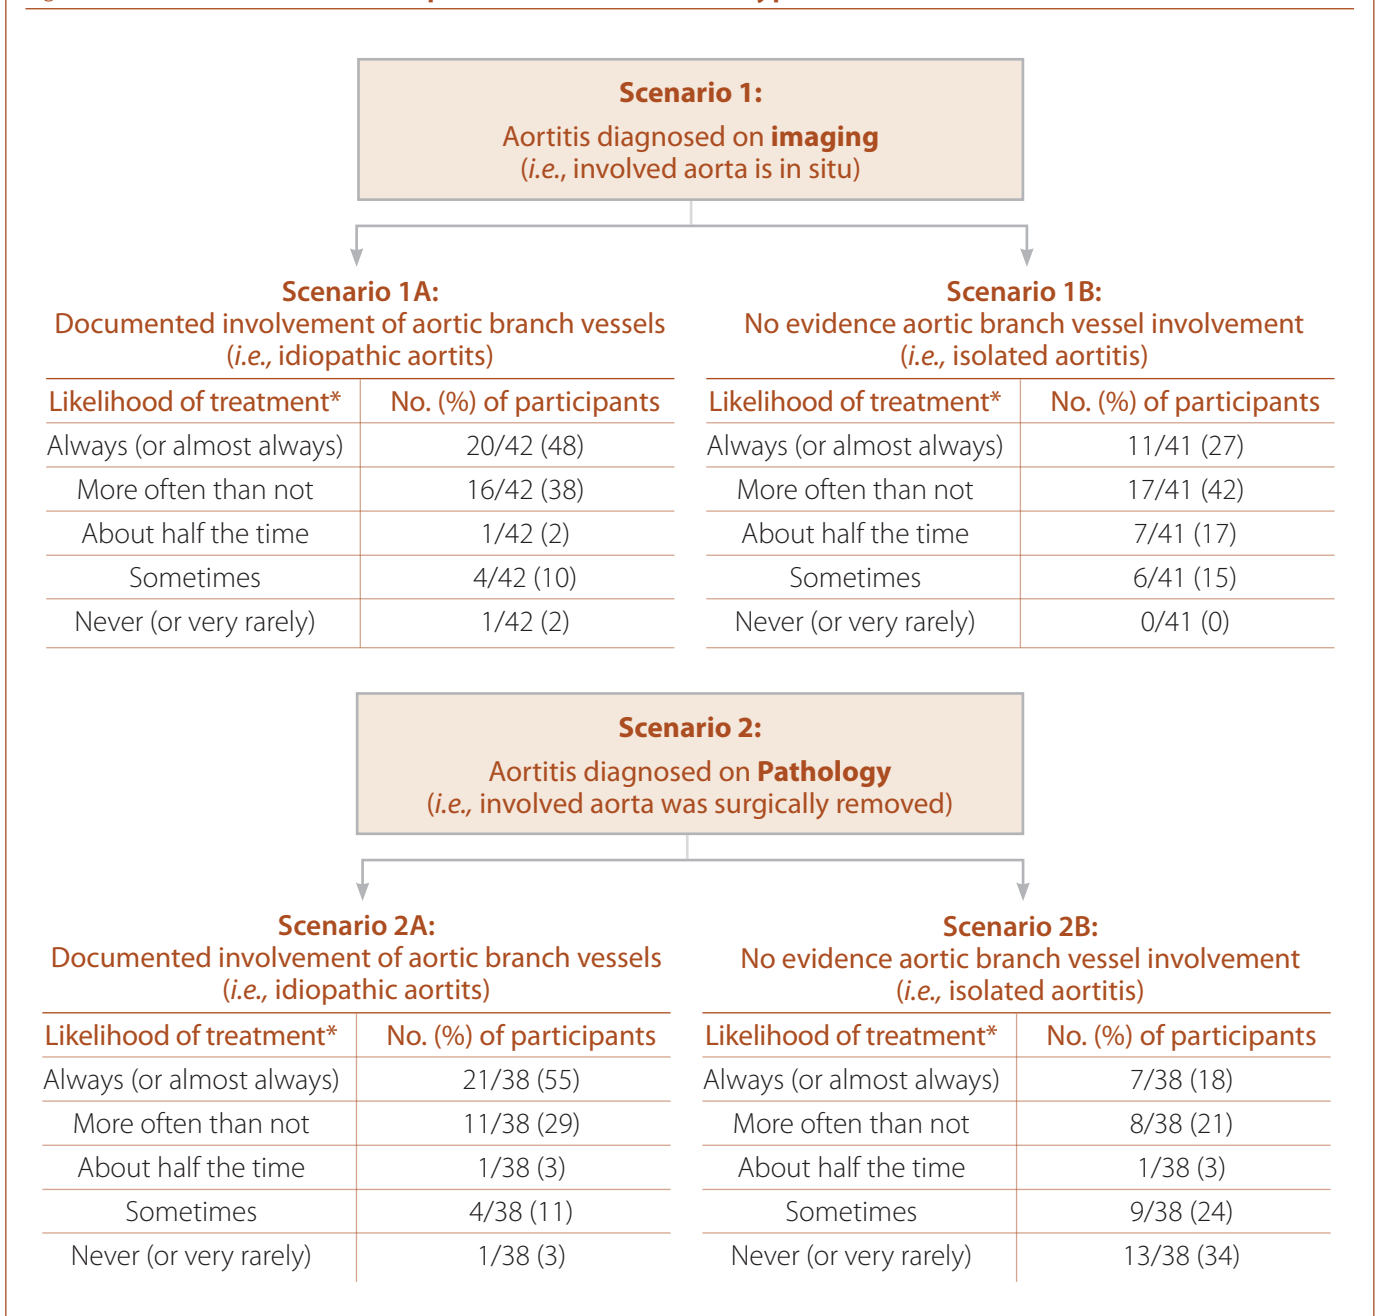 Scenario 1:
Aortitis diagnosed on imaging
(i.e., involved aorta is in situ)
Scenario 1A:
Documented involvement of aortic branch vessels
(i.e., idiopathic aortits)
Likelihood of treatment* No. (%) of participants
Always (or almost always) 20/42 (48)
More often than not 16/42 (38)
About half the time 1/42 (2)
Sometimes 4/42 (10)
Never (or very rarely) 1/42 (2)
Scenario 1B:
No evidence aortic branch vessel involvement
(i.e., isolated aortitis)
Likelihood of treatment* No. (%) of participants
Always (or almost always) 11/41 (27)
More often than not 17/41 (42)
About half the time 7/41 (17)
Sometimes 6/41 (15)
Never (or very rarely) 0/41 (0)
Scenario 2:
Aortitis diagnosed on Pathology
(i.e., involved aorta was surgically removed)
Scenario 2A:
Documented involvement of aortic branch vessels
(i.e., idiopathic aortits)
Likelihood of treatment* No. (%) of participants
Always (or almost always) 21/38 (55)
More often than not 11/38 (29)
About half the time 1/38 (3)
Sometimes 4/38 (11)
Never (or very rarely) 1/38 (3)
Scenario 2B:
No evidence aortic branch vessel involvement
(i.e., isolated aortitis)
Likelihood of treatment* No. (%) of participants
Always (or almost always) 7/38 (18)
More often than not 8/38 (21)
About half the time 1/38 (3)
Sometimes 9/38 (24)
Never (or very rarely) 13/38 (34)